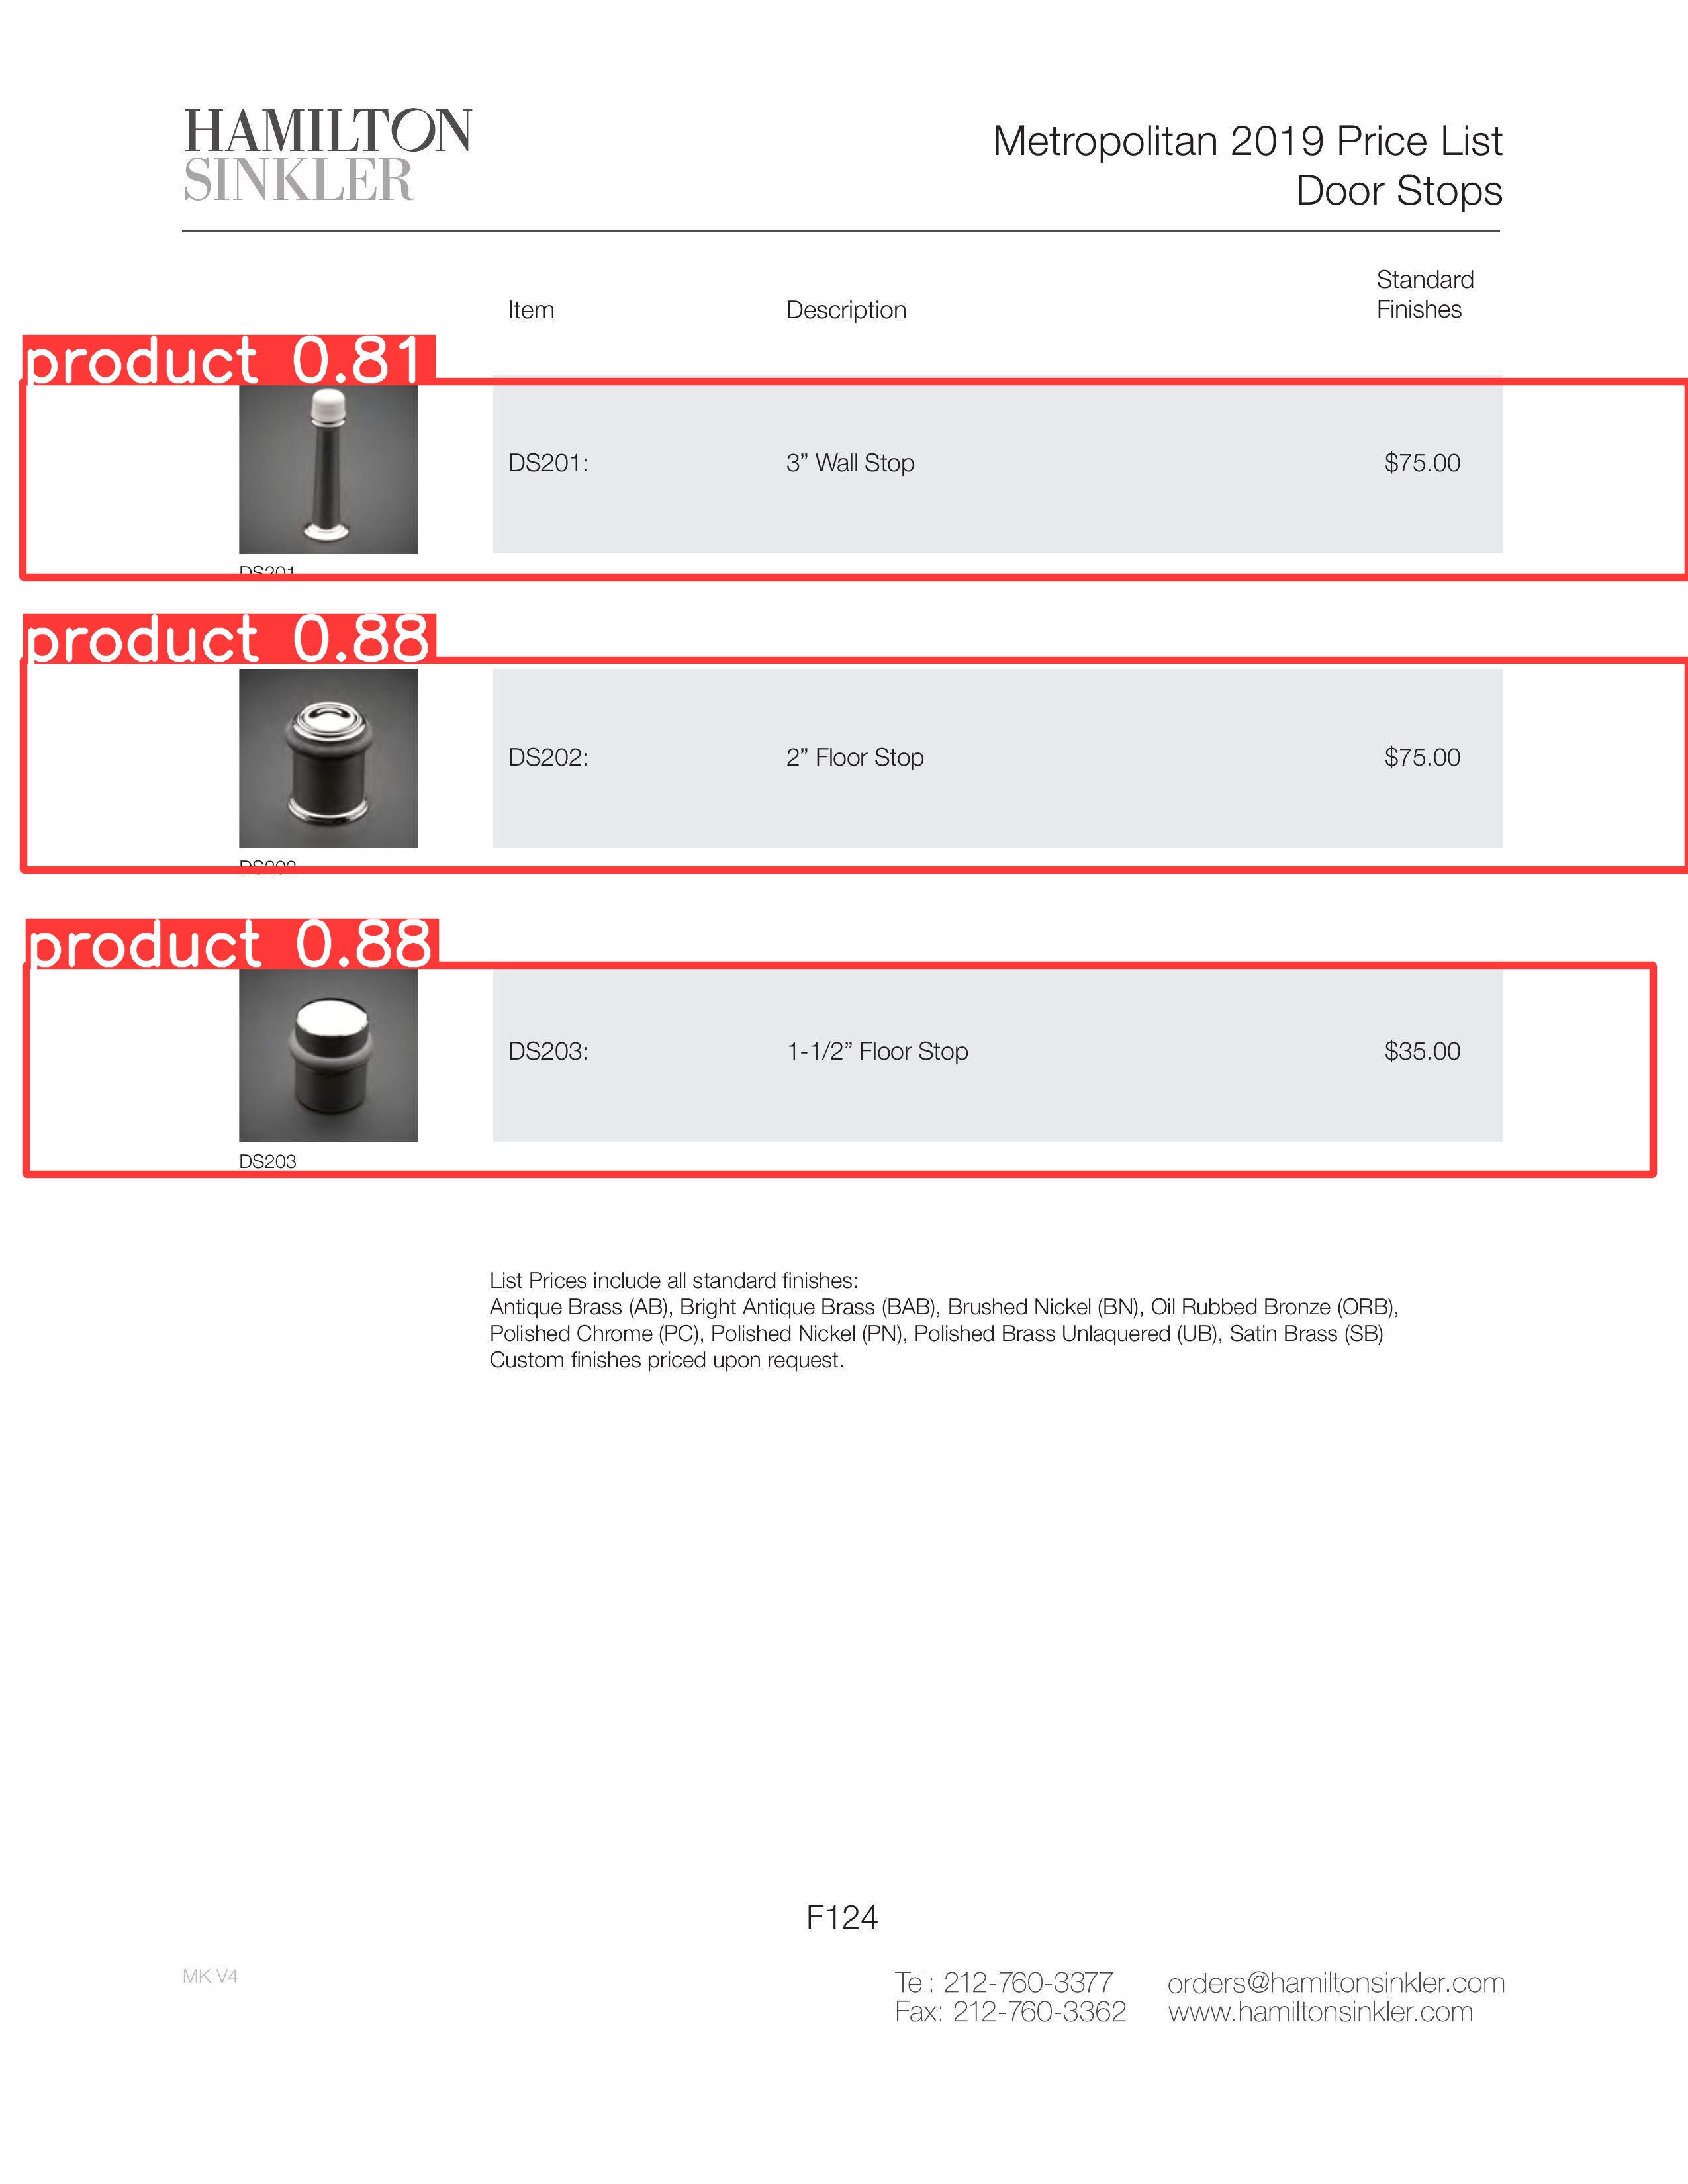 HAMILTON
SINKLER
Metropolitan 2019 Price List
Door Stops
Item Description Standard Finishes
product 0.81
DS201: 3” Wall Stop $75.00
DS201
product 0.88
DS202: 2” Floor Stop $75.00
DS202
product 0.88
DS203: 1-1/2” Floor Stop $35.00
DS203
List Prices include all standard finishes:
Antique Brass (AB), Bright Antique Brass (BAB), Brushed Nickel (BN), Oil Rubbed Bronze (ORB),
Polished Chrome (PC), Polished Nickel (PN), Polished Brass Unlaquered (UB), Satin Brass (SB)
Custom finishes priced upon request.
F124
MK V4
Tel: 212-760-3377 orders@hamiltonsinkler.com
Fax: 212-760-3362 www.hamiltonsinkler.com